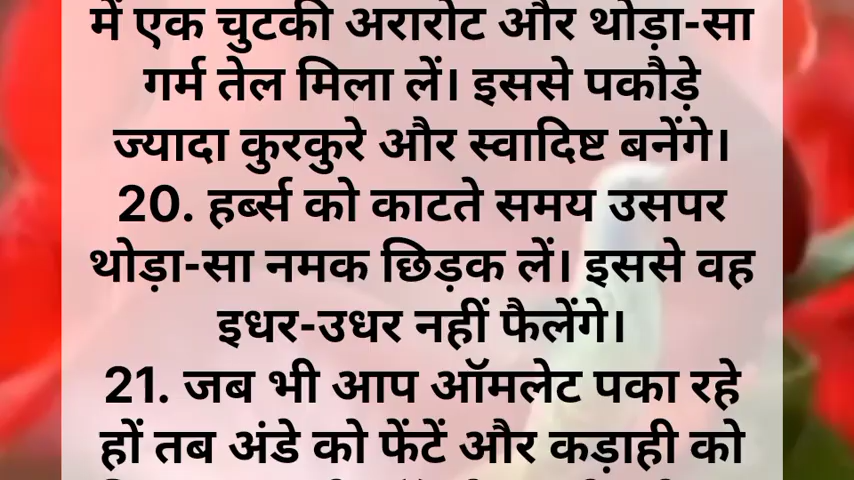 में एक चुटकी अरारोट और थोड़ा-सा
गर्म तेल मिला लें। इससे पकौड़े
ज्यादा कुरकुरे और स्वादिष्ट बनेंगे।
20. हर्ब्स को काटते समय उसपर
थोड़ा-सा नमक छिड़क लें। इससे वह
इधर-उधर नहीं फैलेंगे।
21. जब भी आप ऑमलेट पका रहे
हों तब अंडे को फेंटें और कड़ाही को